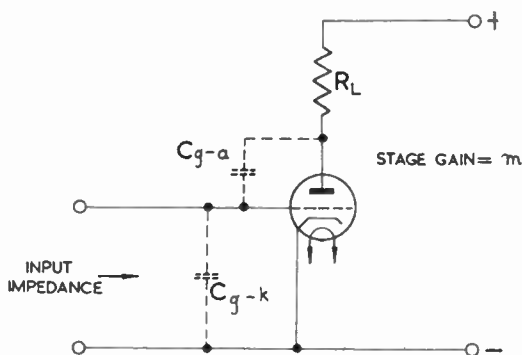 +
R_L
C_g-a
STAGE GAIN = m
INPUT
IMPEDANCE
C_g-k
−